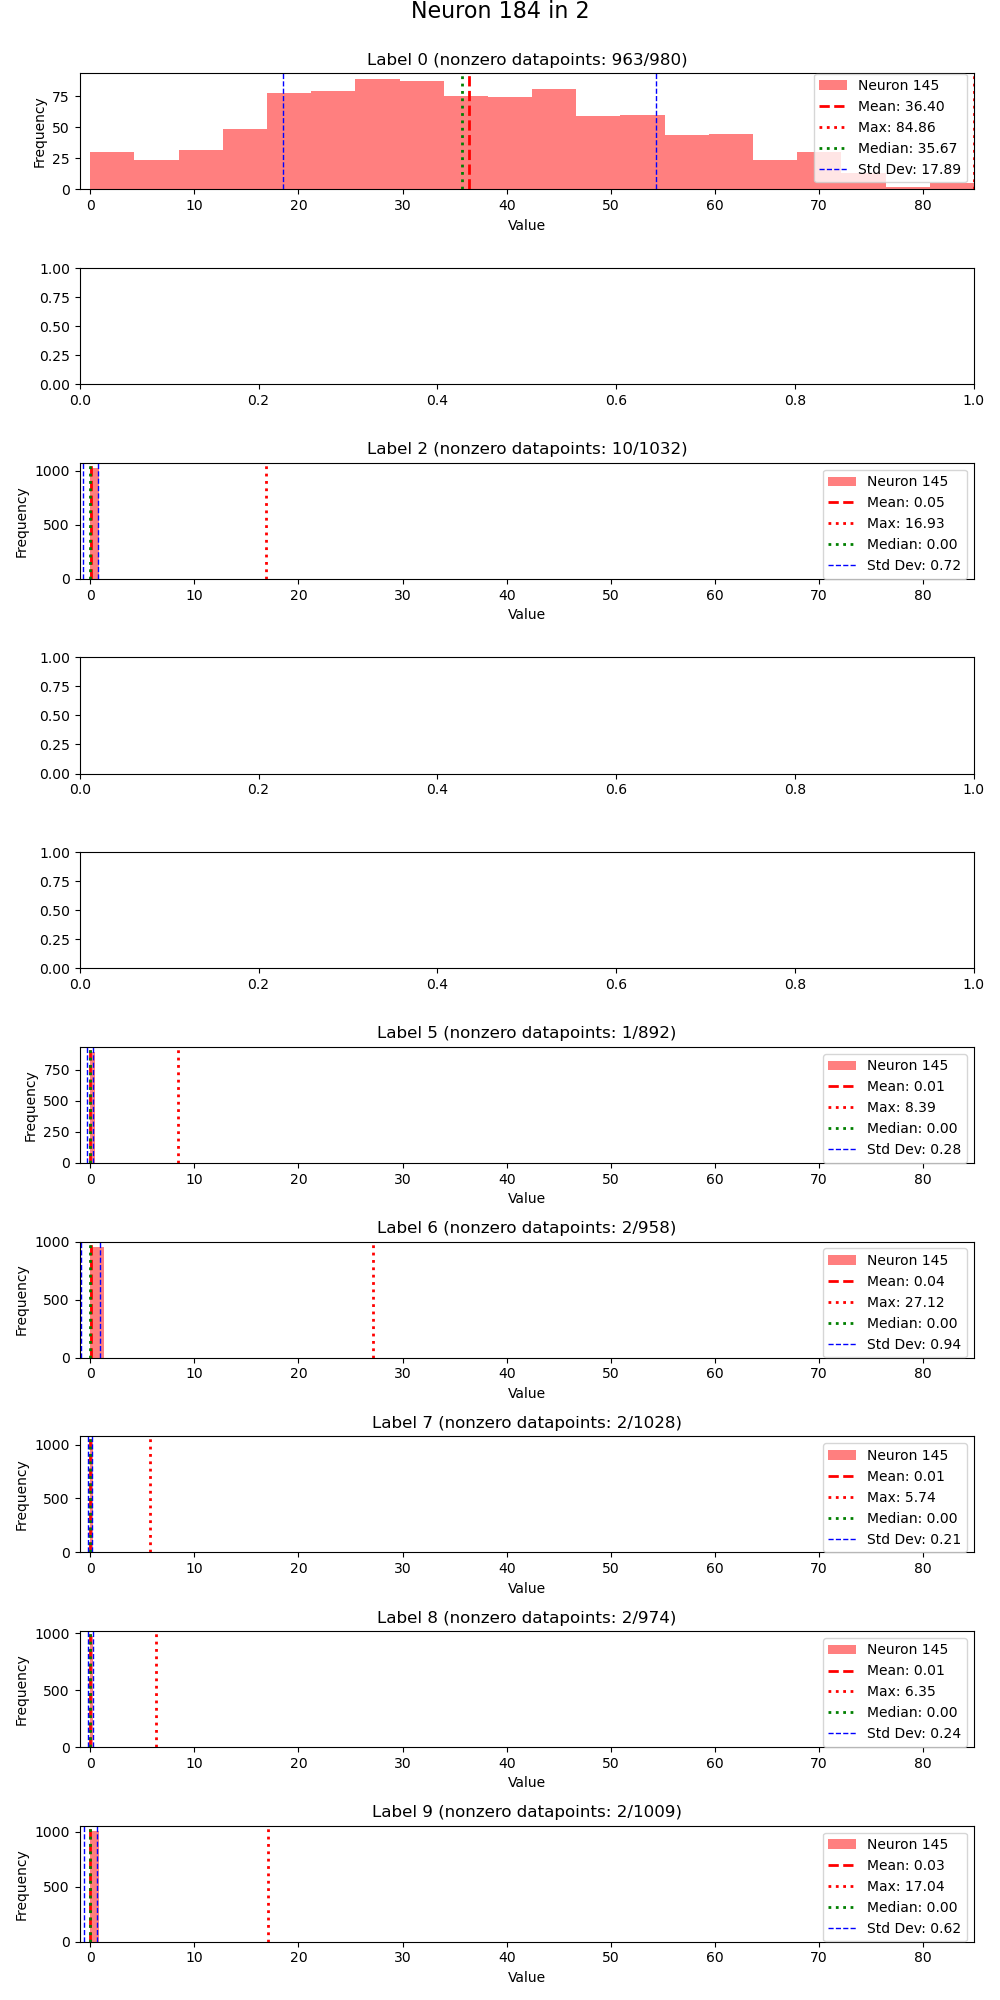 Neuron 184 in 2
Label 0 (nonzero datapoints: 963/980)
Frequency
75
50
25
0
Neuron 145
Mean: 36.40
Max: 84.86
Median: 35.67
Std Dev: 17.89
0 10 20 30 40 50 60 70 80
Value
1.00
0.75
0.50
0.25
0.00
0.0 0.2 0.4 0.6 0.8 1.0
Label 2 (nonzero datapoints: 10/1032)
Frequency
1000
500
0
Neuron 145
Mean: 0.05
Max: 16.93
Median: 0.00
Std Dev: 0.72
0 10 20 30 40 50 60 70 80
Value
1.00
0.75
0.50
0.25
0.00
0.0 0.2 0.4 0.6 0.8 1.0
1.00
0.75
0.50
0.25
0.00
0.0 0.2 0.4 0.6 0.8 1.0
Label 5 (nonzero datapoints: 1/892)
Frequency
750
500
250
0
Neuron 145
Mean: 0.01
Max: 8.39
Median: 0.00
Std Dev: 0.28
0 10 20 30 40 50 60 70 80
Value
Label 6 (nonzero datapoints: 2/958)
Frequency
1000
500
0
Neuron 145
Mean: 0.04
Max: 27.12
Median: 0.00
Std Dev: 0.94
0 10 20 30 40 50 60 70 80
Value
Label 7 (nonzero datapoints: 2/1028)
Frequency
1000
500
0
Neuron 145
Mean: 0.01
Max: 5.74
Median: 0.00
Std Dev: 0.21
0 10 20 30 40 50 60 70 80
Value
Label 8 (nonzero datapoints: 2/974)
Frequency
1000
500
0
Neuron 145
Mean: 0.01
Max: 6.35
Median: 0.00
Std Dev: 0.24
0 10 20 30 40 50 60 70 80
Value
Label 9 (nonzero datapoints: 2/1009)
Frequency
1000
500
0
Neuron 145
Mean: 0.03
Max: 17.04
Median: 0.00
Std Dev: 0.62
0 10 20 30 40 50 60 70 80
Value